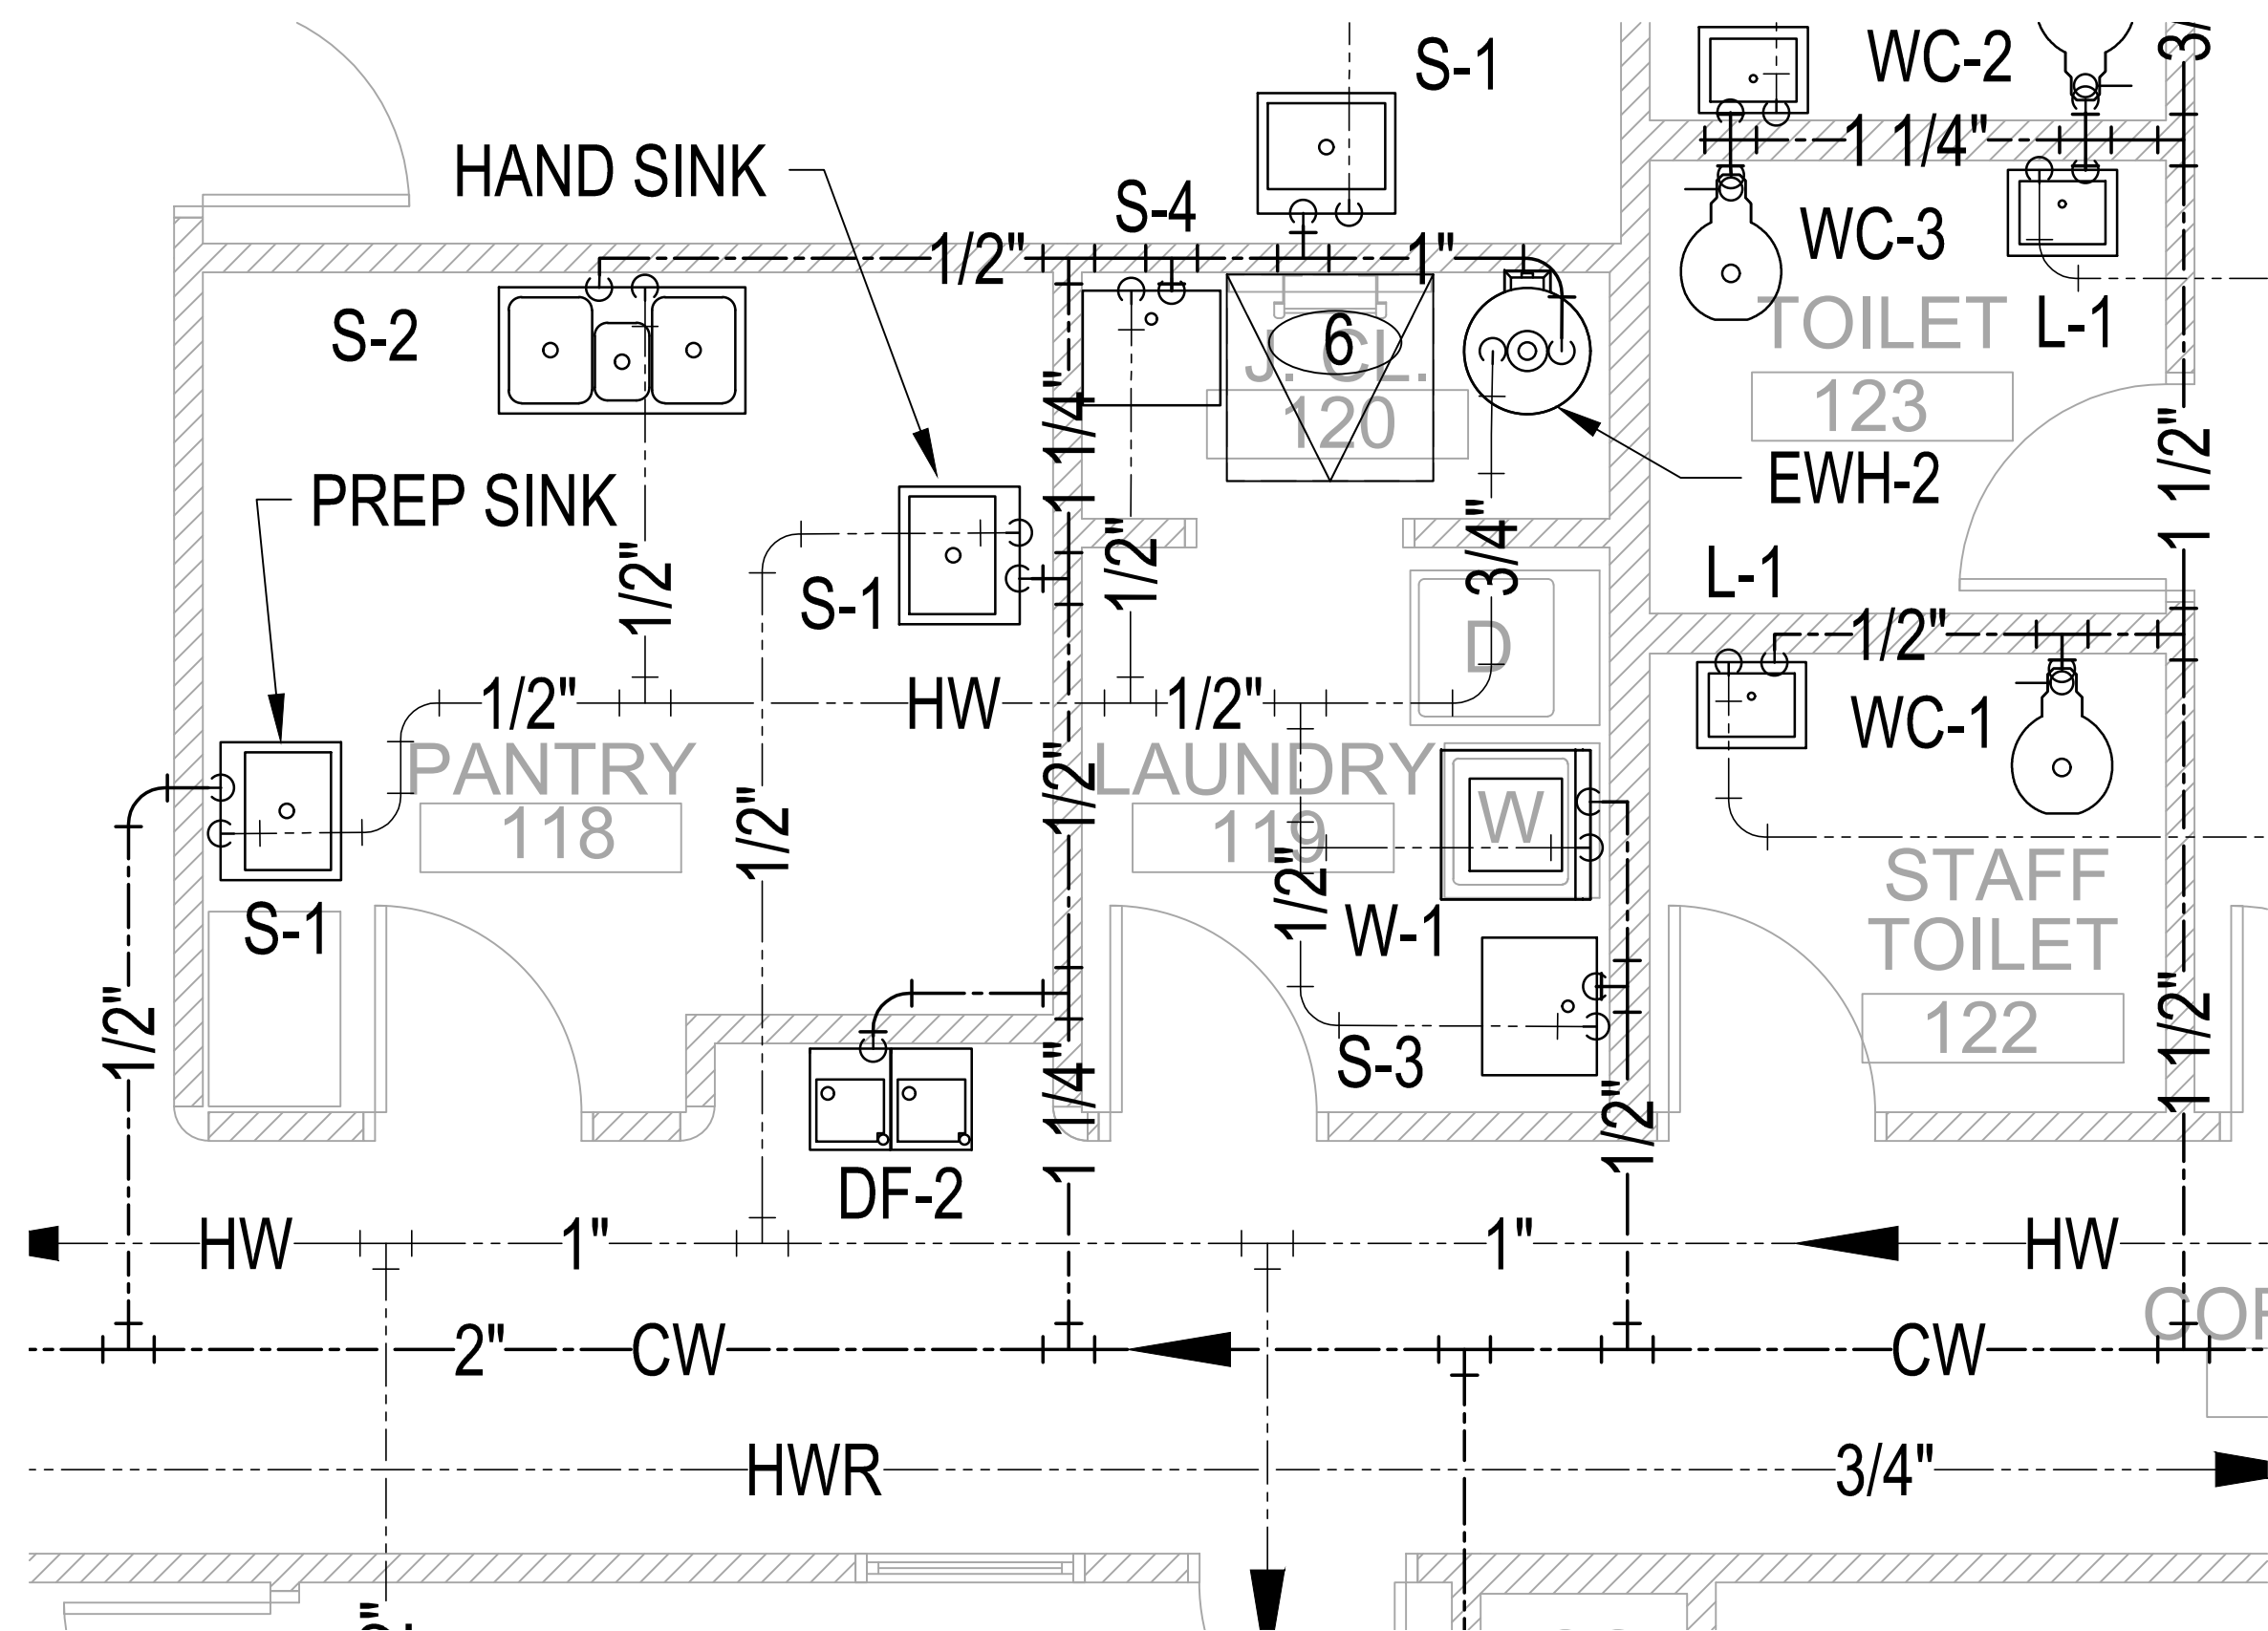 S-1
WC-2
3/
HAND SINK
1 1/4"
S-4
WC-3
1/2"
1"
S-2
TOILET
L-1
6
J. CL.
120
123
1 1/4"
PREP SINK
EWH-2
1 1/2"
1/2"
S-1
1/2"
3/4"
L-1
D
1/2"
1/2"
HW
1/2"
WC-1
PANTRY
118
1 1/2"
LAUNDRY
119
W
1/2"
1/2"
STAFF
TOILET
122
S-1
W-1
1/2"
1 1/2"
S-3
1 1/4"
1/2"
DF-2
HW
1"
1"
HW
COR
2"
CW
CW
HWR
3/4"